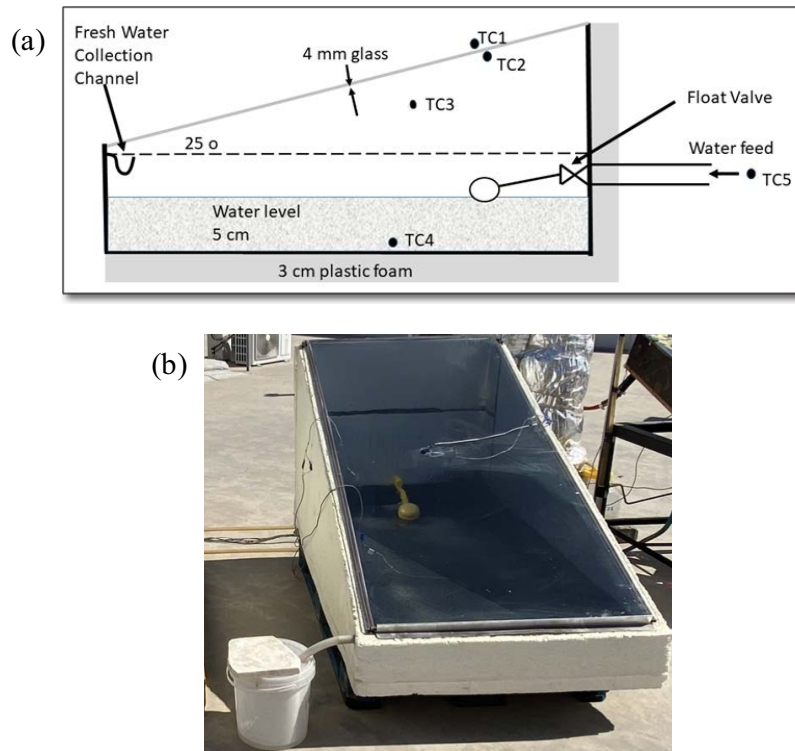 (a)
Fresh Water
Collection
Channel
4 mm glass
TC1
TC2
TC3
Float Valve
25 o
Water feed
TC5
Water level
5 cm
TC4
3 cm plastic foam
(b)